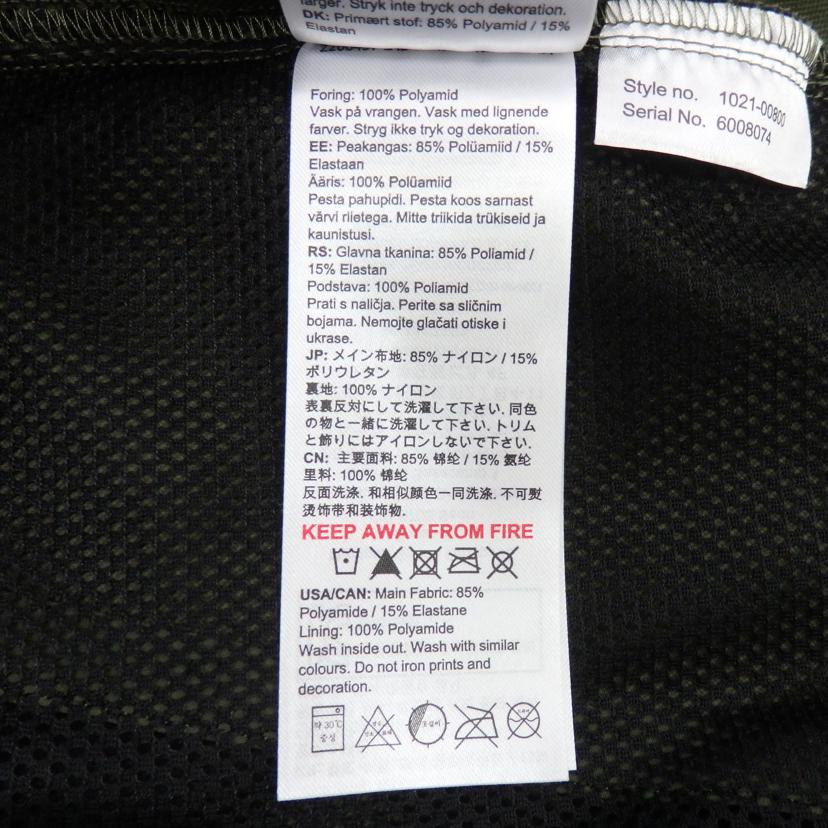 farger. Stryk inte tryck och dekoration.
DK: Primært stof: 85% Polyamid / 15%
Elastan
Style no. 1021-00800
Serial No. 6008074
Foring: 100% Polyamid
Vask på vrangen. Vask med lignende
farver. Stryg ikke tryk og dekoration.
EE: Peakangas: 85% Polüamiid / 15%
Elastaan
Ääris: 100% Polüamiid
Pesta pahupidi. Pesta koos sarnast
värvi riietega. Mitte triikida trükiseid ja
kaunistusi.
RS: Glavna tkanina: 85% Poliamid /
15% Elastan
Podstava: 100% Poliamid
Prati s naličja. Perite sa sličnim
bojama. Nemojte glačati otiske i
ukrase.
JP: メイン布地: 85% ナイロン / 15%
ポリウレタン
裏地: 100% ナイロン
表裏反対にして洗濯して下さい. 同色
の物と一緒に洗濯して下さい. トリム
と飾りにはアイロンしないで下さい.
CN: 主要面料: 85% 锦纶 / 15% 氨纶
里料: 100% 锦纶
反面洗涤. 和相似颜色一同洗涤. 不可熨
烫饰带和装饰物.
KEEP AWAY FROM FIRE
USA/CAN: Main Fabric: 85%
Polyamide / 15% Elastane
Lining: 100% Polyamide
Wash inside out. Wash with similar
colours. Do not iron prints and
decoration.
약 30℃
중성
드라이